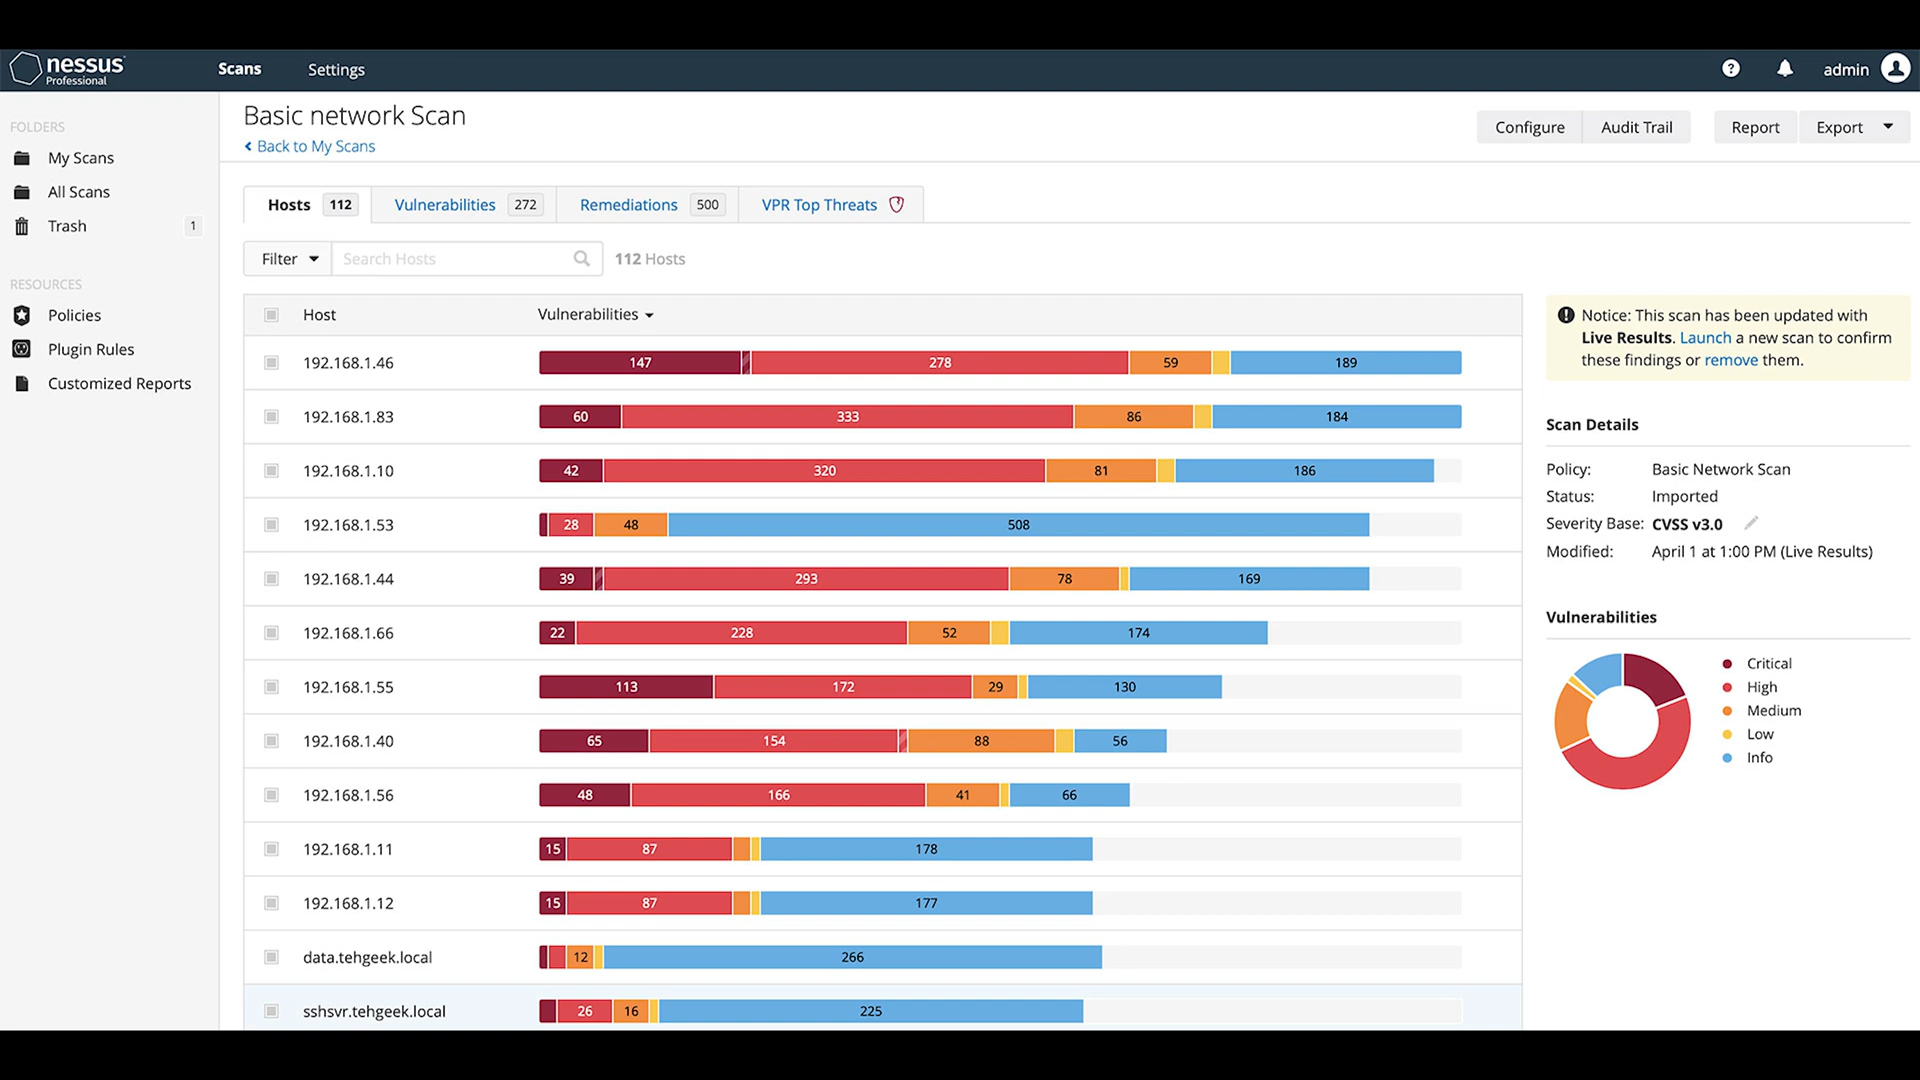 nessus
Professional
Scans
Settings
?
admin
FOLDERS
My Scans
All Scans
Trash 1
RESOURCES
Policies
Plugin Rules
Customized Reports
Basic network Scan
Back to My Scans
Configure
Audit Trail
Report
Export
Hosts 112
Vulnerabilities 272
Remediations 500
VPR Top Threats
Filter
Search Hosts
112 Hosts
Host Vulnerabilities
192.168.1.46 147 278 59 189
192.168.1.83 60 333 86 184
192.168.1.10 42 320 81 186
192.168.1.53 28 48 508
192.168.1.44 39 293 78 169
192.168.1.66 22 228 52 174
192.168.1.55 113 172 29 130
192.168.1.40 65 154 88 56
192.168.1.56 48 166 41 66
192.168.1.11 15 87 178
192.168.1.12 15 87 177
data.tehgeek.local 12 266
sshsvr.tehgeek.local 26 16 225
Notice: This scan has been updated with
Live Results. Launch a new scan to confirm
these findings or remove them.
Scan Details
Policy: Basic Network Scan
Status: Imported
Severity Base: CVSS v3.0
Modified: April 1 at 1:00 PM (Live Results)
Vulnerabilities
Critical
High
Medium
Low
Info